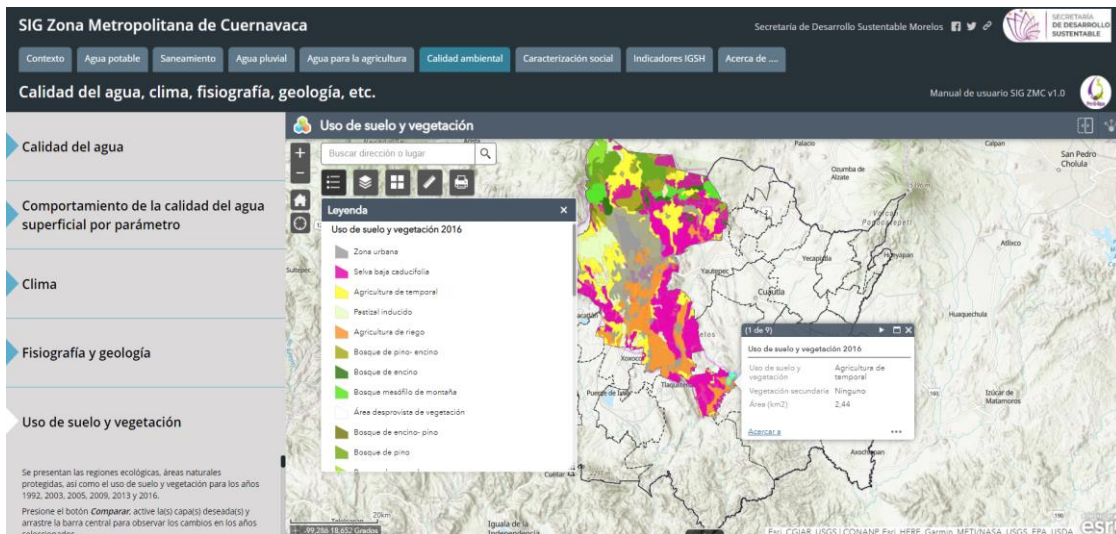 SIG Zona Metropolitana de Cuernavaca
Secretaría de Desarrollo Sustentable Morelos
SECRETARÍA
DE DESARROLLO
SUSTENTABLE
Contexto
Agua potable
Saneamiento
Agua pluvial
Agua para la agricultura
Calidad ambiental
Caracterización social
Indicadores IGSH
Acerca de ....
Calidad del agua, clima, fisiografía, geología, etc.
Manual de usuario SIG ZMC v1.0
Calidad del agua
Comportamiento de la calidad del agua
superficial por parámetro
Clima
Fisiografía y geología
Uso de suelo y vegetación
Se presentan las regiones ecológicas, áreas naturales
protegidas, así como el uso de suelo y vegetación para los años
1992, 2003, 2005, 2009, 2013 y 2016.
Presione el botón Comparar, active la(s) capa(s) deseada(s) y
arrastre la barra central para observar los cambios en los años
Uso de suelo y vegetación
+
Buscar dirección o lugar
-
Leyenda
×
Uso de suelo y vegetación 2016
Zona urbana
Selva baja caducifolia
Agricultura de temporal
Pastizal inducido
Agricultura de riego
Bosque de pino- encino
Bosque de encino
Bosque mesófilo de montaña
Área desprovista de vegetación
Bosque de encino- pino
Bosque de pino
Palacio
Calpan
San Pedro
Cholula
Ozumba de
Alzate
Atlixco
Yecapixtla
Hueyapan
Yautepec
Cuautla
Huaquechula
Tlaquiltenango
Puente de Ixtla
Izúcar de
Matamoros
Axochiapan
Iguala de la
Independencia
(1 de 9)
Uso de suelo y vegetación 2016
Uso de suelo y
vegetación
Agricultura de
temporal
Vegetación secundaria
Ninguno
Área (km2)
2,44
Acercar a
•••
20km
-99.286 18.652 Grados
Esri, CGIAR, USGS | CONANP, Esri, HERE, Garmin, METI/NASA, USGS, EPA, USDA
esri